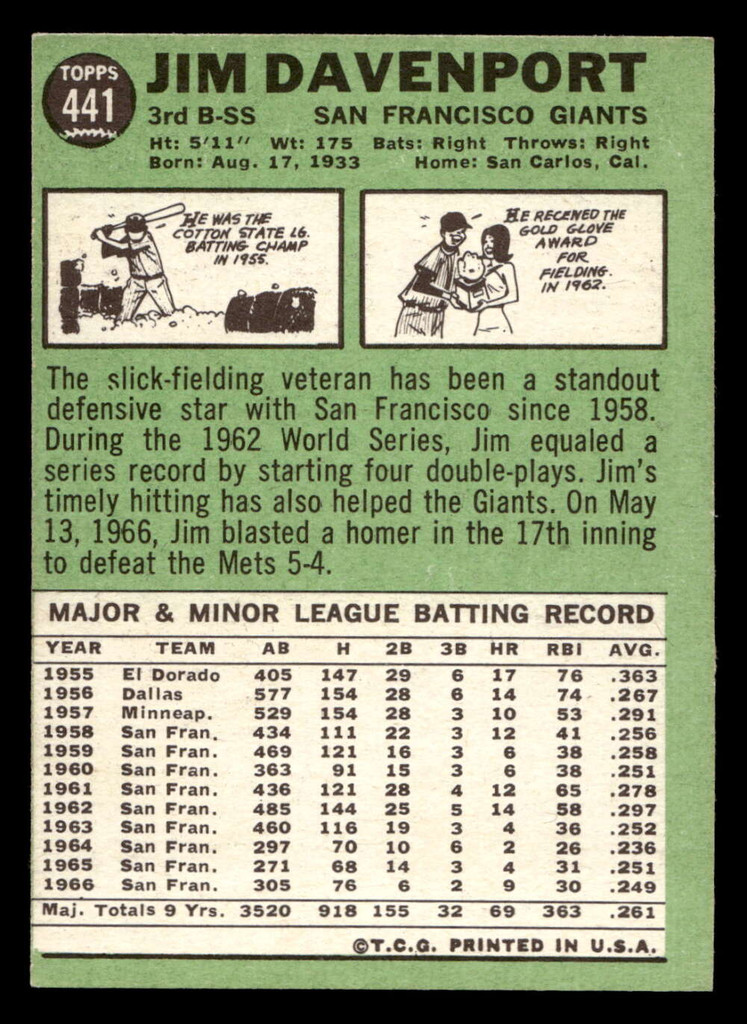 TOPPS
441
JIM DAVENPORT
3rd B-SS SAN FRANCISCO GIANTS
Ht: 5'11" Wt: 175 Bats: Right Throws: Right
Born: Aug. 17, 1933 Home: San Carlos, Cal.
HE WAS THE
COTTON STATE LG.
BATTING CHAMP
IN 1955.
HE RECEIVED THE
GOLD GLOVE
AWARD
FOR
FIELDING
IN 1962.
The slick-fielding veteran has been a standout
defensive star with San Francisco since 1958.
During the 1962 World Series, Jim equaled a
series record by starting four double-plays. Jim's
timely hitting has also helped the Giants. On May
13, 1966, Jim blasted a homer in the 17th inning
to defeat the Mets 5-4.
MAJOR & MINOR LEAGUE BATTING RECORD
YEAR TEAM AB H 2B 3B HR RBI AVG.
1955 El Dorado 405 147 29 6 17 76 .363
1956 Dallas 577 154 28 6 14 74 .267
1957 Minneap. 529 154 28 3 10 53 .291
1958 San Fran. 434 111 22 3 12 41 .256
1959 San Fran. 469 121 16 3 6 38 .258
1960 San Fran. 363 91 15 3 6 38 .251
1961 San Fran. 436 121 28 4 12 65 .278
1962 San Fran. 485 144 25 5 14 58 .297
1963 San Fran. 460 116 19 3 4 36 .252
1964 San Fran. 297 70 10 6 2 26 .236
1965 San Fran. 271 68 14 3 4 31 .251
1966 San Fran. 305 76 6 2 9 30 .249
Maj. Totals 9 Yrs. 3520 918 155 32 69 363 .261
©T.C.G. PRINTED IN U.S.A.